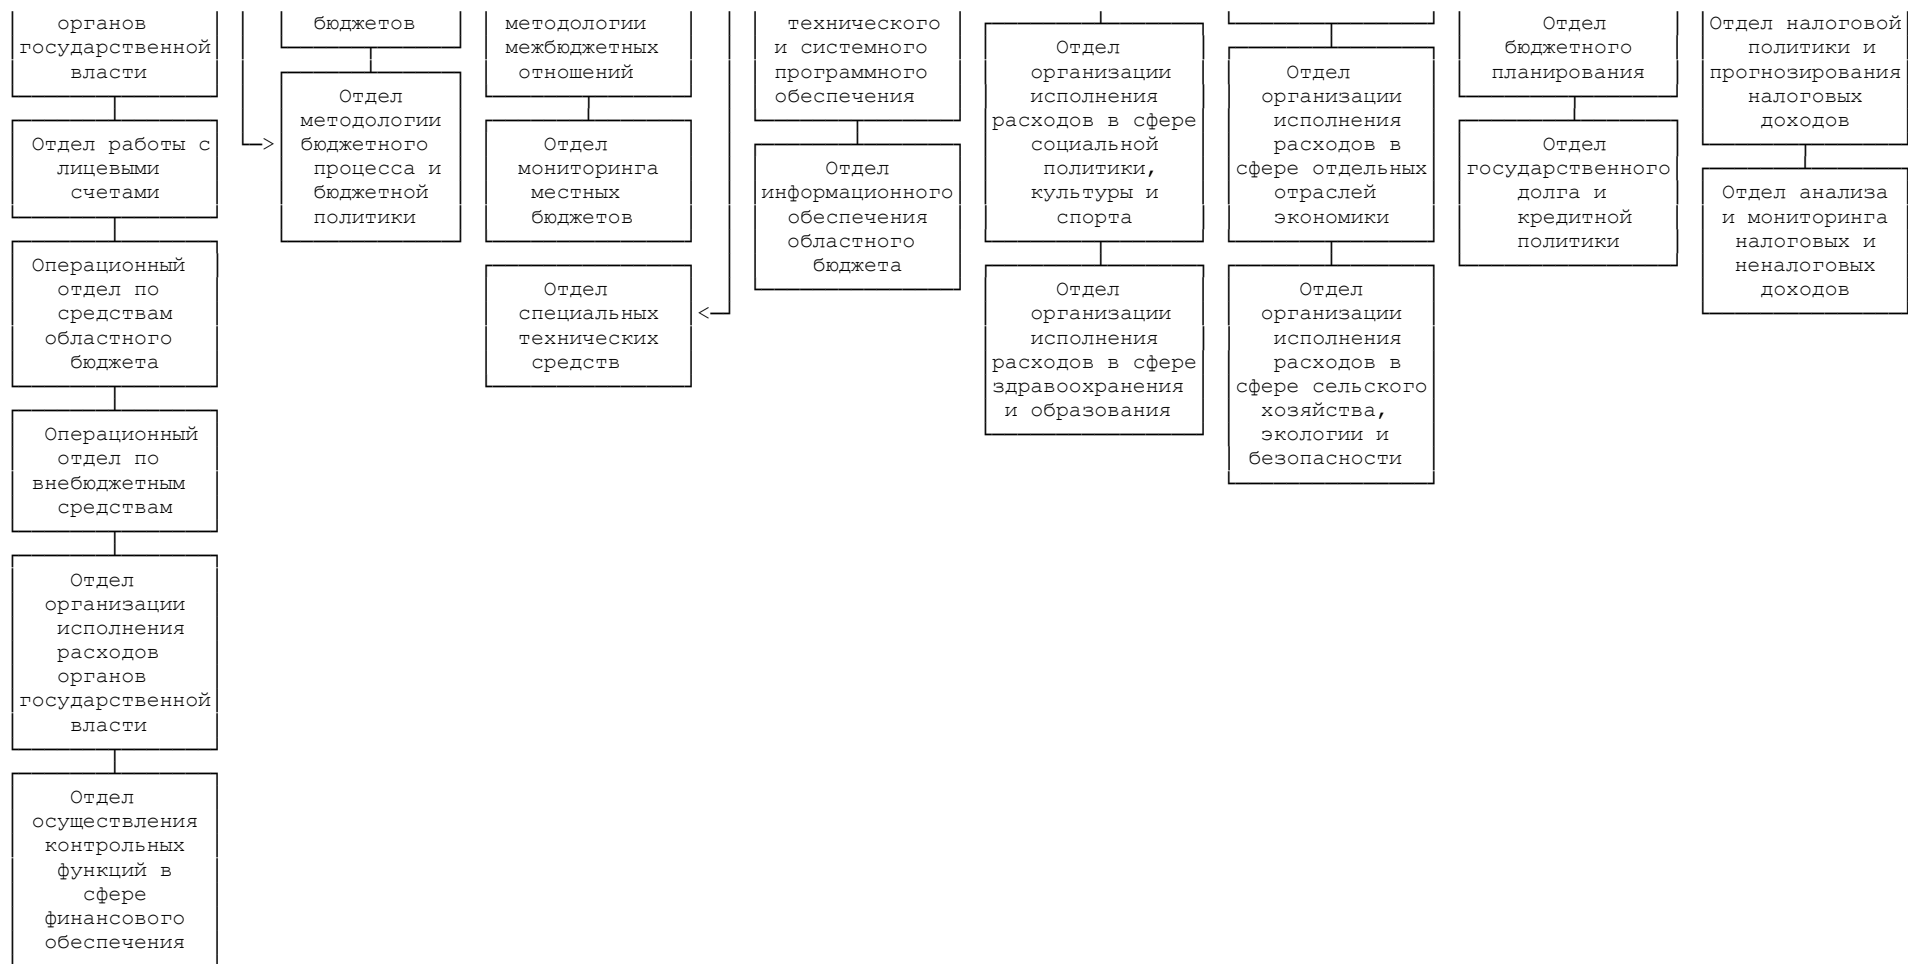 органов
государственной
власти
Отдел работы с
лицевыми
счетами
Операционный
отдел по
средствам
областного
бюджета
Операционный
отдел по
внебюджетным
средствам
Отдел
организации
исполнения
расходов
органов
государственной
власти
Отдел
осуществления
контрольных
функций в
сфере
финансового
обеспечения
бюджетов
Отдел
методологии
бюджетного
процесса и
бюджетной
политики
методологии
межбюджетных
отношений
Отдел
мониторинга
местных
бюджетов
Отдел
специальных
технических
средств
технического
и системного
программного
обеспечения
Отдел
информационного
обеспечения
областного
бюджета
Отдел
организации
исполнения
расходов в сфере
социальной
политики,
культуры и
спорта
Отдел
организации
исполнения
расходов в сфере
здравоохранения
и образования
Отдел
организации
исполнения
расходов в
сфере отдельных
отраслей
экономики
Отдел
организации
исполнения
расходов в
сфере сельского
хозяйства,
экологии и
безопасности
Отдел
бюджетного
планирования
Отдел
государственного
долга и
кредитной
политики
Отдел налоговой
политики и
прогнозирования
налоговых
доходов
Отдел анализа
и мониторинга
налоговых и
неналоговых
доходов